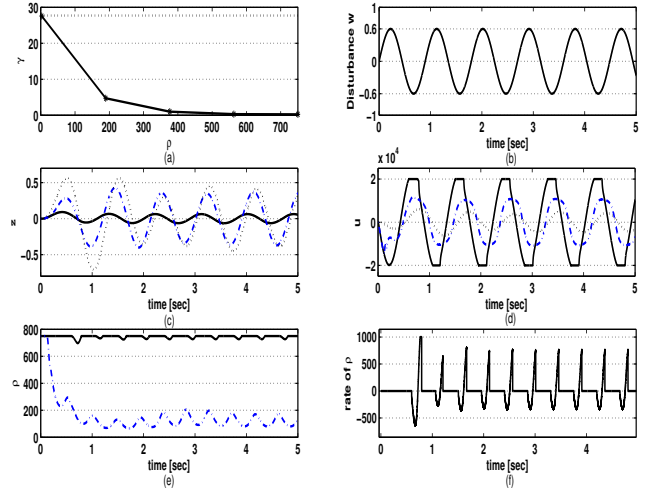 30
20
10
0
γ
0 100 200 300 400 500 600 700
ρ
(a)
1
0.6
0
−0.6
−1
Disturbance w
0 1 2 3 4 5
time [sec]
(b)
0.5
0
−0.5
z
0 1 2 3 4 5
time [sec]
(c)
x 10⁴
2
0
−2
u
0 1 2 3 4 5
time [sec]
(d)
800
600
400
200
0
ρ
0 1 2 3 4 5
time [sec]
(e)
1000
500
0
−500
rate of ρ
0 1 2 3 4
time [sec]
(f)